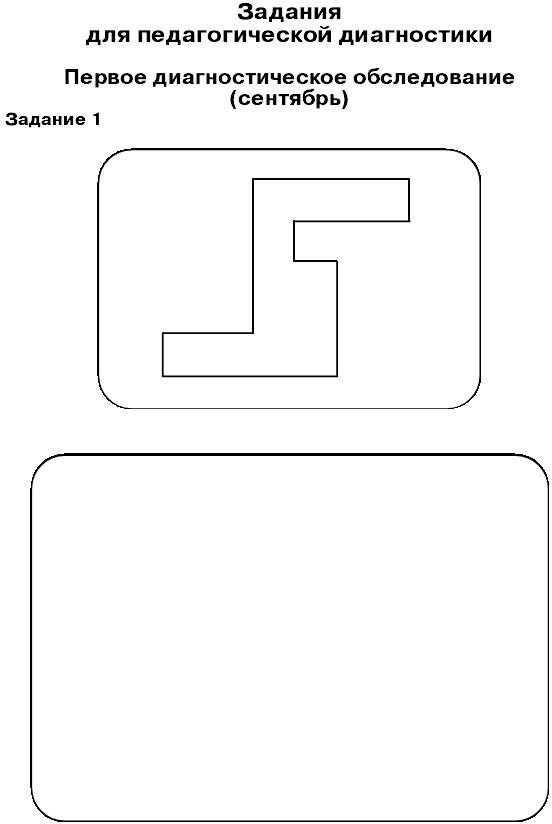 Задания
для педагогической диагностики
Первое диагностическое обследование
(сентябрь)
Задание 1